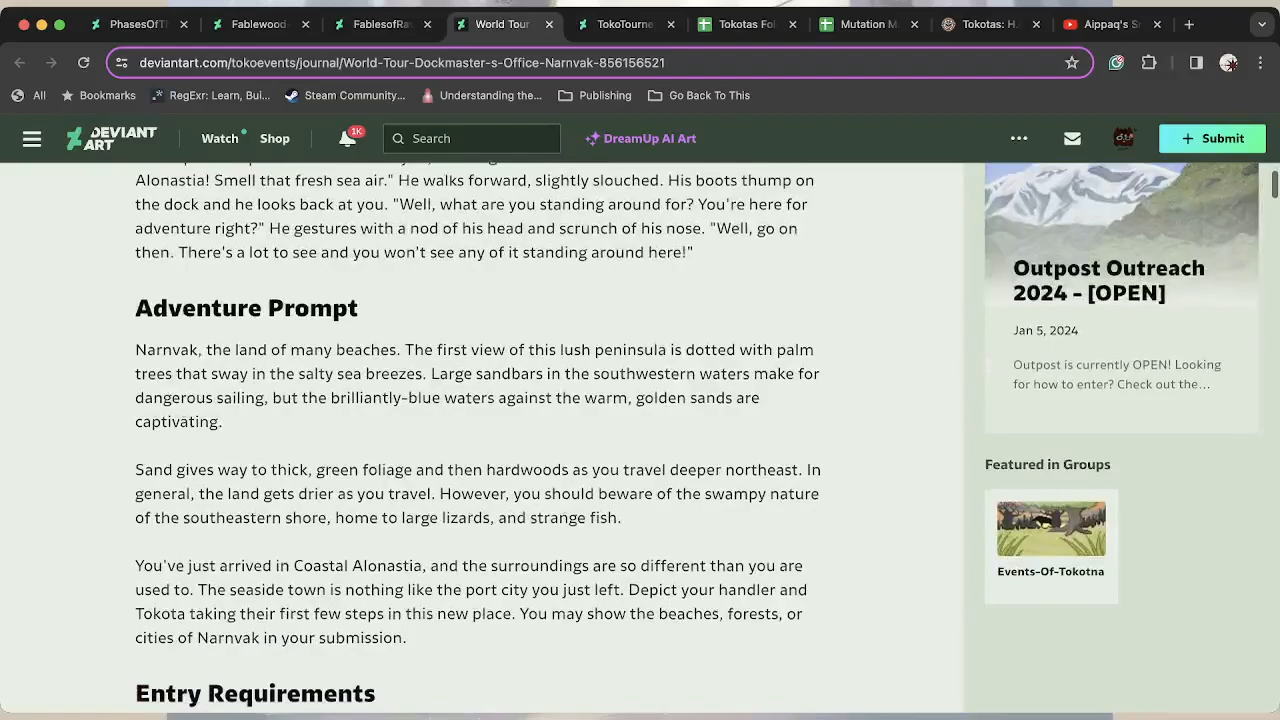 PhasesOfT
Fablewood
FablesofRa
World Tour
TokoTourne
Tokotas Fol
Mutation M
Tokotas: H.
Aippaq's S
deviantart.com/tokoevents/journal/World-Tour-Dockmaster-s-Office-Narnvak-856156521
All
Bookmarks
RegExr: Learn, Bui...
Steam Community...
Understanding the...
Publishing
Go Back To This
DEVIANT ART
Watch
Shop
1K
Search
DreamUp AI Art
Submit
Alonastia! Smell that fresh sea air." He walks forward, slightly slouched. His boots thump on
the dock and he looks back at you. "Well, what are you standing around for? You're here for
adventure right?" He gestures with a nod of his head and scrunch of his nose. "Well, go on
then. There's a lot to see and you won't see any of it standing around here!"
Adventure Prompt
Narnvak, the land of many beaches. The first view of this lush peninsula is dotted with palm
trees that sway in the salty sea breezes. Large sandbars in the southwestern waters make for
dangerous sailing, but the brilliantly-blue waters against the warm, golden sands are
captivating.
Sand gives way to thick, green foliage and then hardwoods as you travel deeper northeast. In
general, the land gets drier as you travel. However, you should beware of the swampy nature
of the southeastern shore, home to large lizards, and strange fish.
You've just arrived in Coastal Alonastia, and the surroundings are so different than you are
used to. The seaside town is nothing like the port city you just left. Depict your handler and
Tokota taking their first few steps in this new place. You may show the beaches, forests, or
cities of Narnvak in your submission.
Entry Requirements
Outpost Outreach
2024 - [OPEN]
Jan 5, 2024
Outpost is currently OPEN! Looking
for how to enter? Check out the...
Featured in Groups
Events-Of-Tokotna